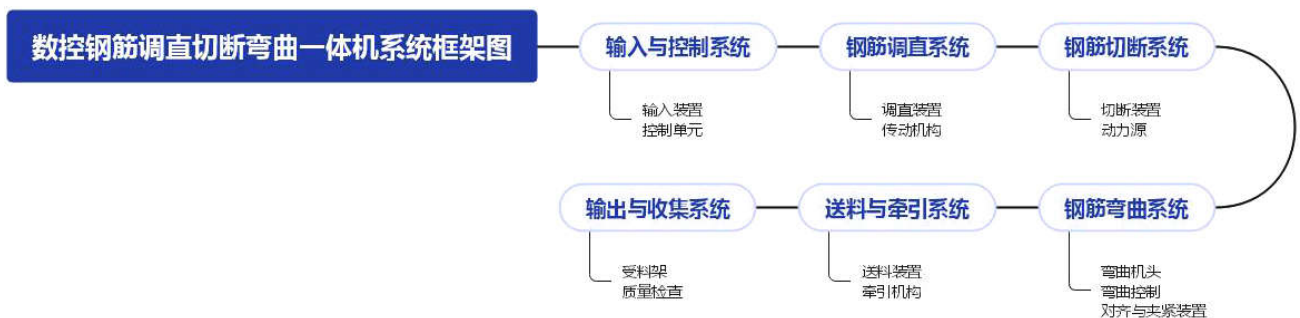 数控钢筋调直切断弯曲一体机系统框架图
输入与控制系统
输入装置
控制单元
钢筋调直系统
调直装置
传动机构
钢筋切断系统
切断装置
动力源
钢筋弯曲系统
弯曲机头
弯曲控制
对齐与夹紧装置
送料与牵引系统
送料装置
牵引机构
输出与收集系统
受料架
质量检查